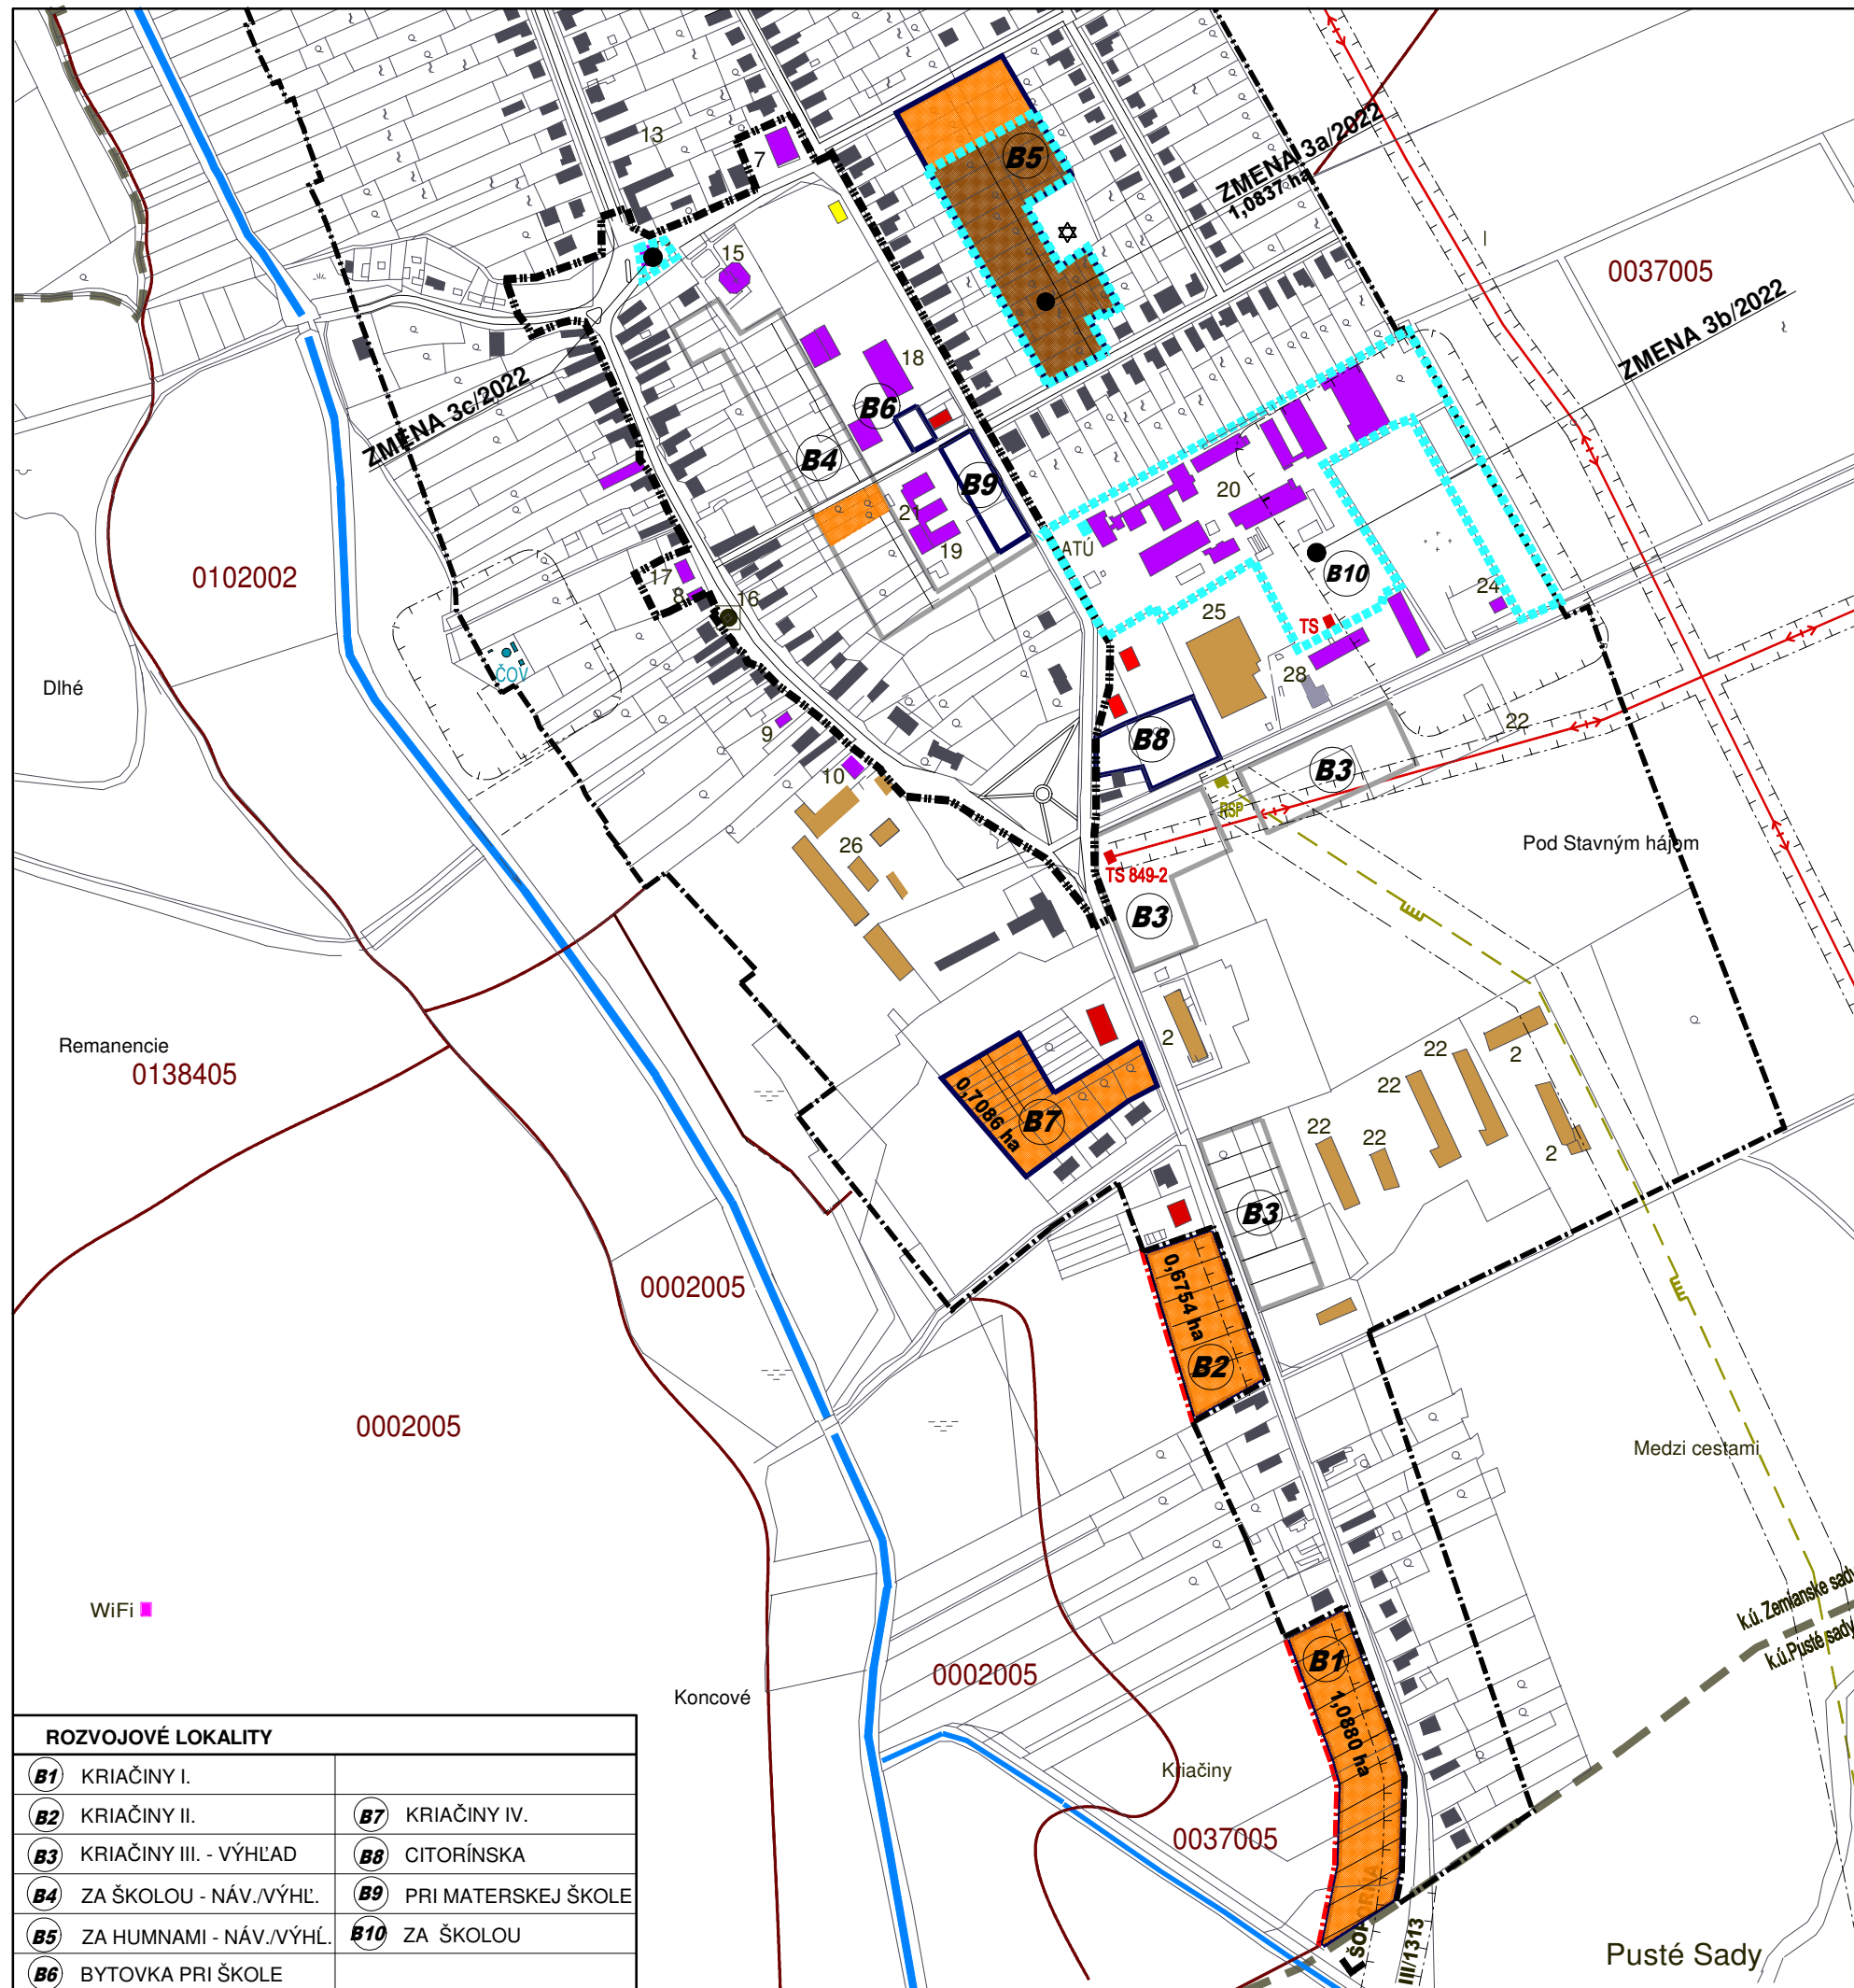 13
7
B5
ZMENA 3a/2022
1,0837 ha
15
0037005
ZMENA 3b/2022
18
B6
ZMENA 3c/2022
B4
B9
20
21
19
ATÚ
B10
0102002
17
8
16
24
25
TS
ČOV
28
Dlhé
22
9
B8
10
B3
RSP
26
Pod Stavným hájom
TS 849-2
B3
Remanencie
0138405
2
22
2
22
0,7086 ha
B7
22
22
2
B3
0002005
0,6754 ha
B2
0002005
Medzi cestami
WiFi
k.ú. Zemianske sady
k.ú.Pusté sady
B1
0002005
Koncové
1,0880 ha
Kriačiny
0037005
ŠOPORŇA
III/1313
Pusté Sady
ROZVOJOVÉ LOKALITY
B1 KRIAČINY I.
B2 KRIAČINY II.
B7 KRIAČINY IV.
B3 KRIAČINY III. - VÝHĽAD
B8 CITORÍNSKA
B4 ZA ŠKOLOU - NÁV./VÝHĽ.
B9 PRI MATERSKEJ ŠKOLE
B5 ZA HUMNAMI - NÁV./VÝHĹ.
B10 ZA ŠKOLOU
B6 BYTOVKA PRI ŠKOLE